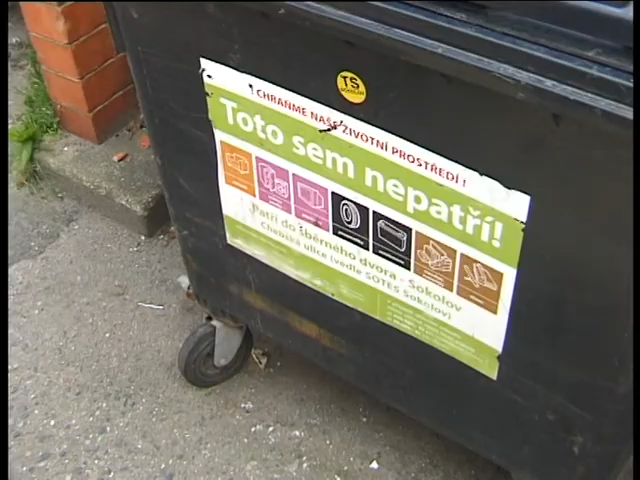 TS
SOKOLOV
! CHRAŇME NAŠE ŽIVOTNÍ PROSTŘEDÍ !
Toto sem nepatří!
Patří do sběrného dvora - Sokolov
Chebská ulice (vedle SOTES Sokolov)